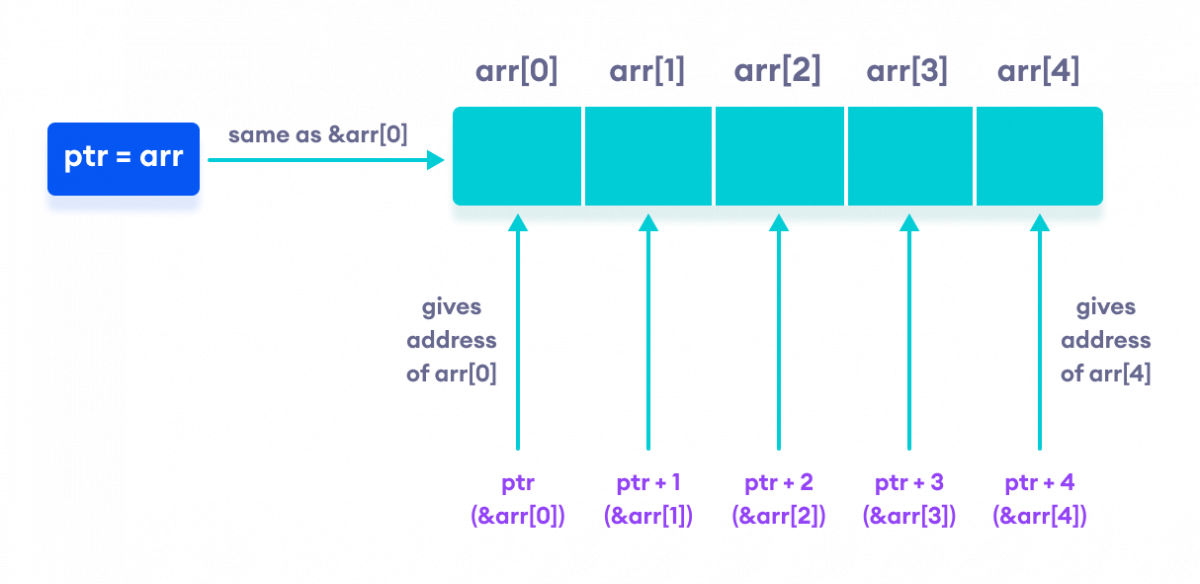 arr[0] arr[1] arr[2] arr[3] arr[4]
ptr = arr
same as &arr[0]
gives
address
of arr[0]
gives
address
of arr[4]
ptr ptr + 1 ptr + 2 ptr + 3 ptr + 4
(&arr[0]) (&arr[1]) (&arr[2]) (&arr[3]) (&arr[4])